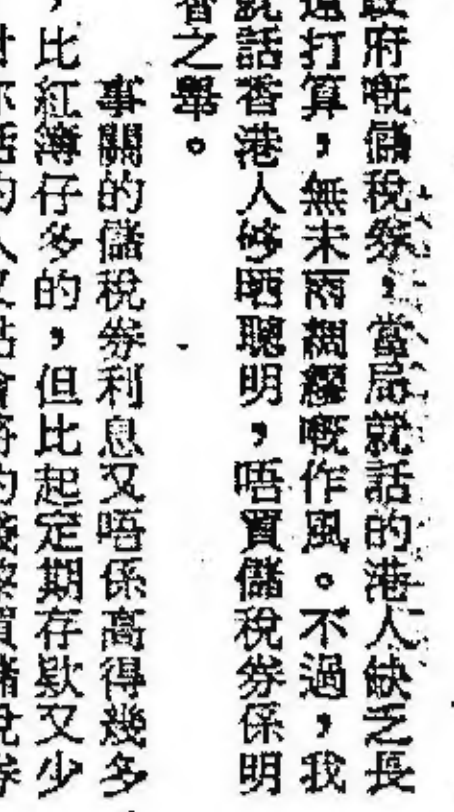 政府嘅儲稅券，當局就話的港人缺乏長
遠打算，無未雨綢繆嘅作風。不過，我
就話香港人够晒聰明，唔買儲稅券係明
智之舉。
事關的儲稅券利息又唔係高得幾多
，比紅簿仔多的，但比起定期存款又少